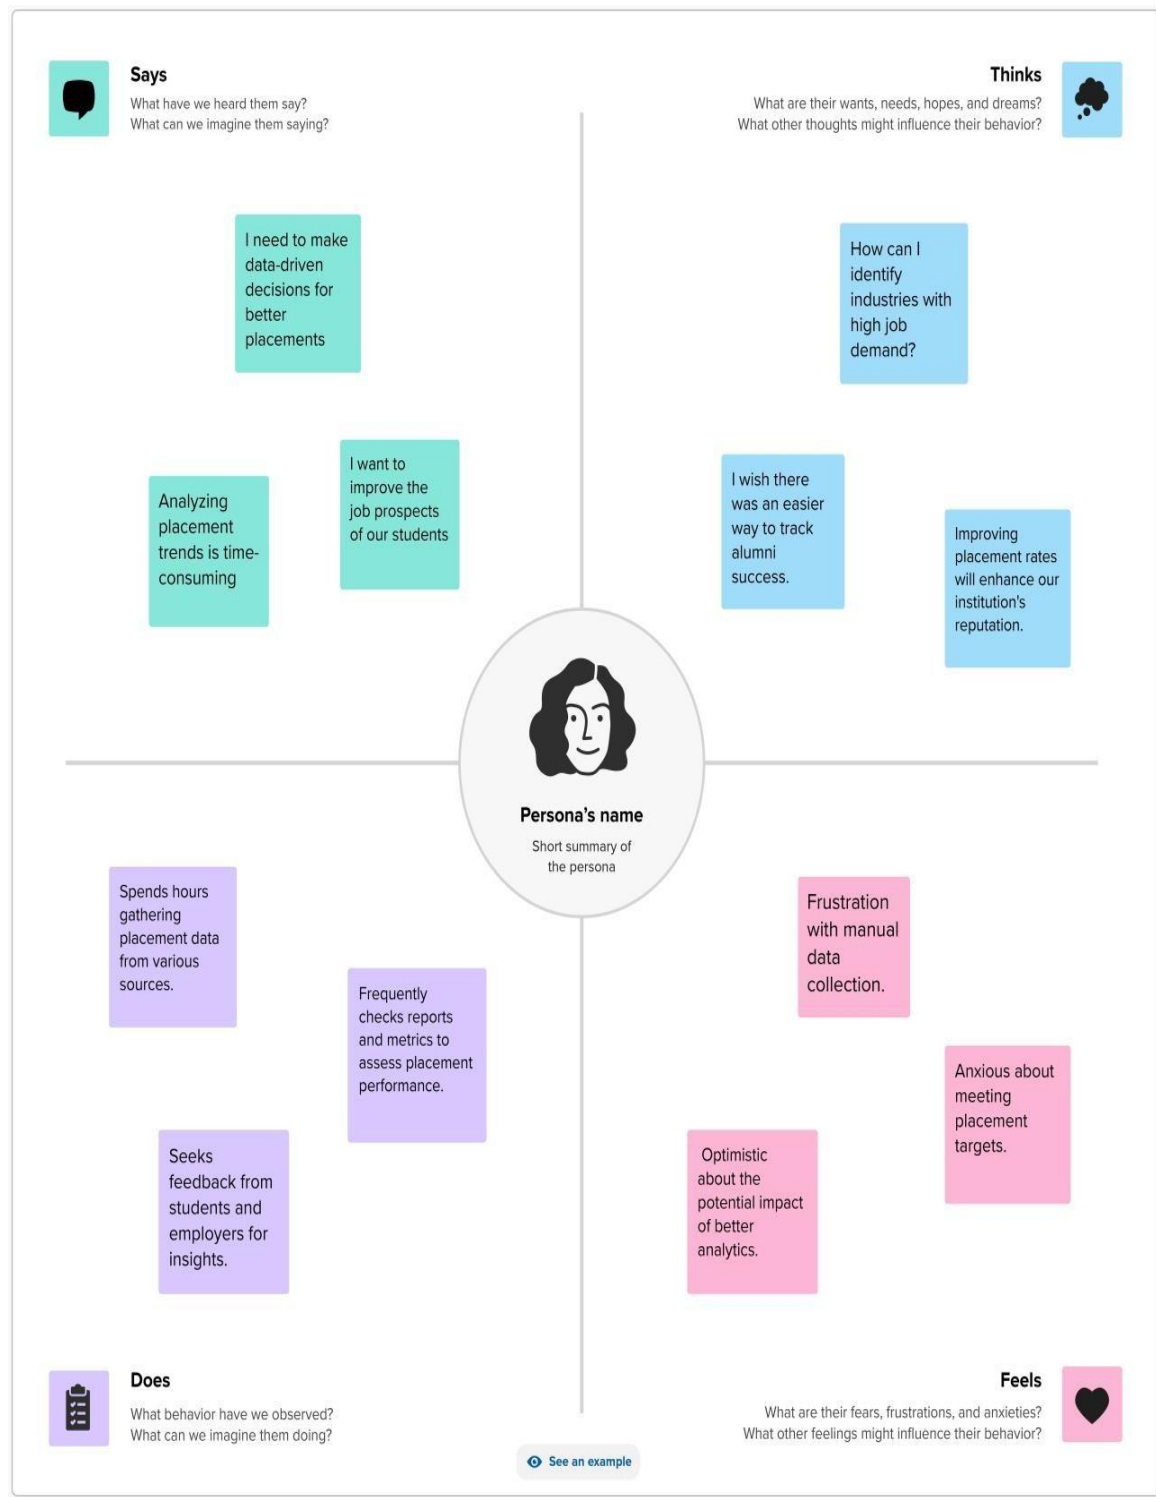 Says
What have we heard them say?
What can we imagine them saying?
Thinks
What are their wants, needs, hopes, and dreams?
What other thoughts might influence their behavior?
I need to make
data-driven
decisions for
better
placements
Analyzing
placement
trends is time-
consuming
I want to
improve the
job prospects
of our students
How can I
identify
industries with
high job
demand?
I wish there
was an easier
way to track
alumni
success.
Improving
placement rates
will enhance our
institution's
reputation.
Persona's name
Short summary of
the persona
Spends hours
gathering
placement data
from various
sources.
Frequently
checks reports
and metrics to
assess placement
performance.
Seeks
feedback from
students and
employers for
insights.
Frustration
with manual
data
collection.
Anxious about
meeting
placement
targets.
Optimistic
about the
potential impact
of better
analytics.
Does
What behavior have we observed?
What can we imagine them doing?
Feels
What are their fears, frustrations, and anxieties?
What other feelings might influence their behavior?
See an example